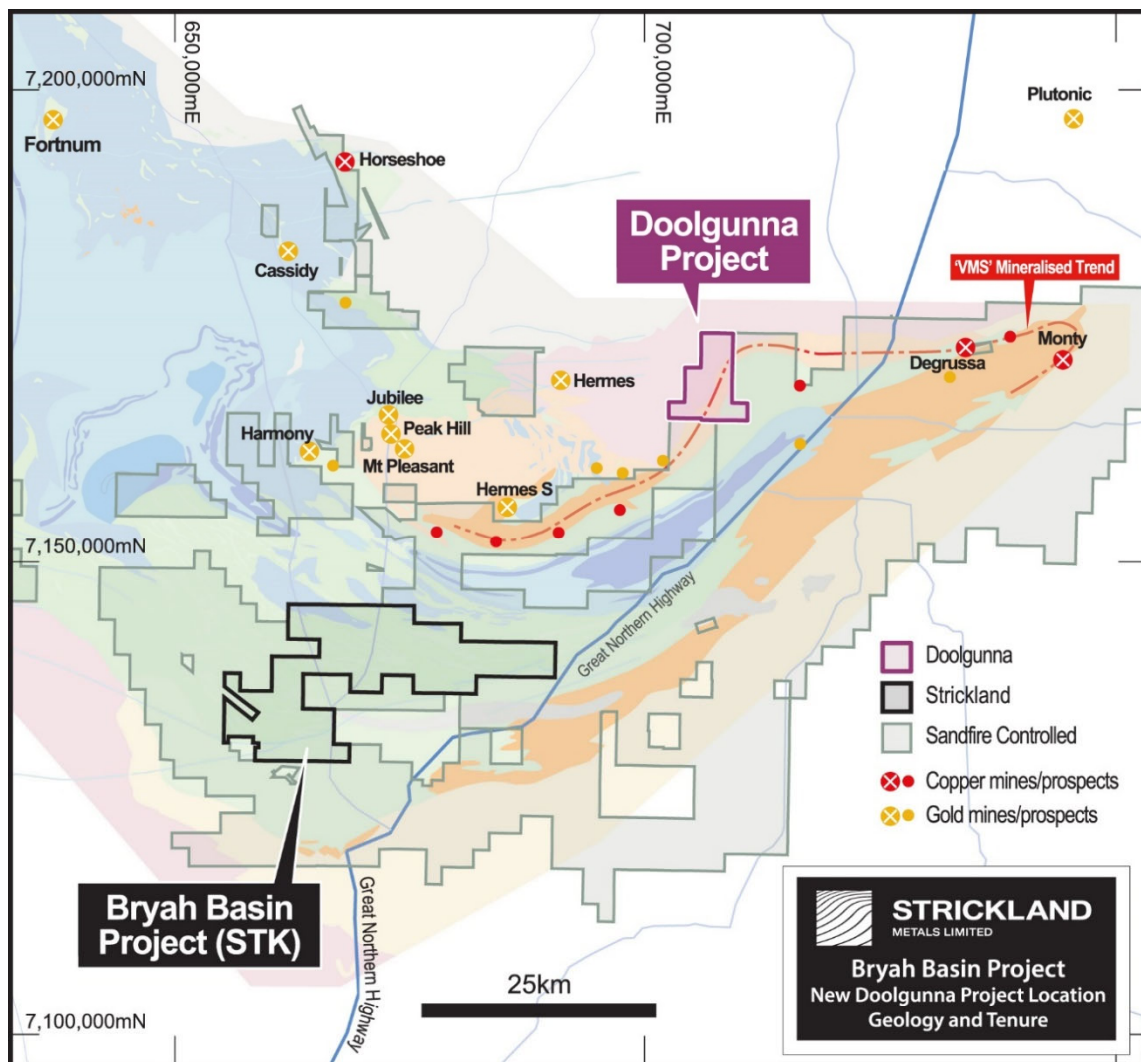 650,000mE
700,000mE
7,200,000mN
Plutonic
Fortnum
Horseshoe
Doolgunna
Project
Cassidy
'VMS' Mineralised Trend
Monty
Degrussa
Hermes
Jubilee
Peak Hill
Harmony
Mt Pleasant
Hermes S
7,150,000mN
Great Northern Highway
Doolgunna
Strickland
Sandfire Controlled
Copper mines/prospects
Gold mines/prospects
Bryah Basin
Project (STK)
Great Northern Highway
25km
STRICKLAND
METALS LIMITED
Bryah Basin Project
New Doolgunna Project Location
Geology and Tenure
7,100,000mN